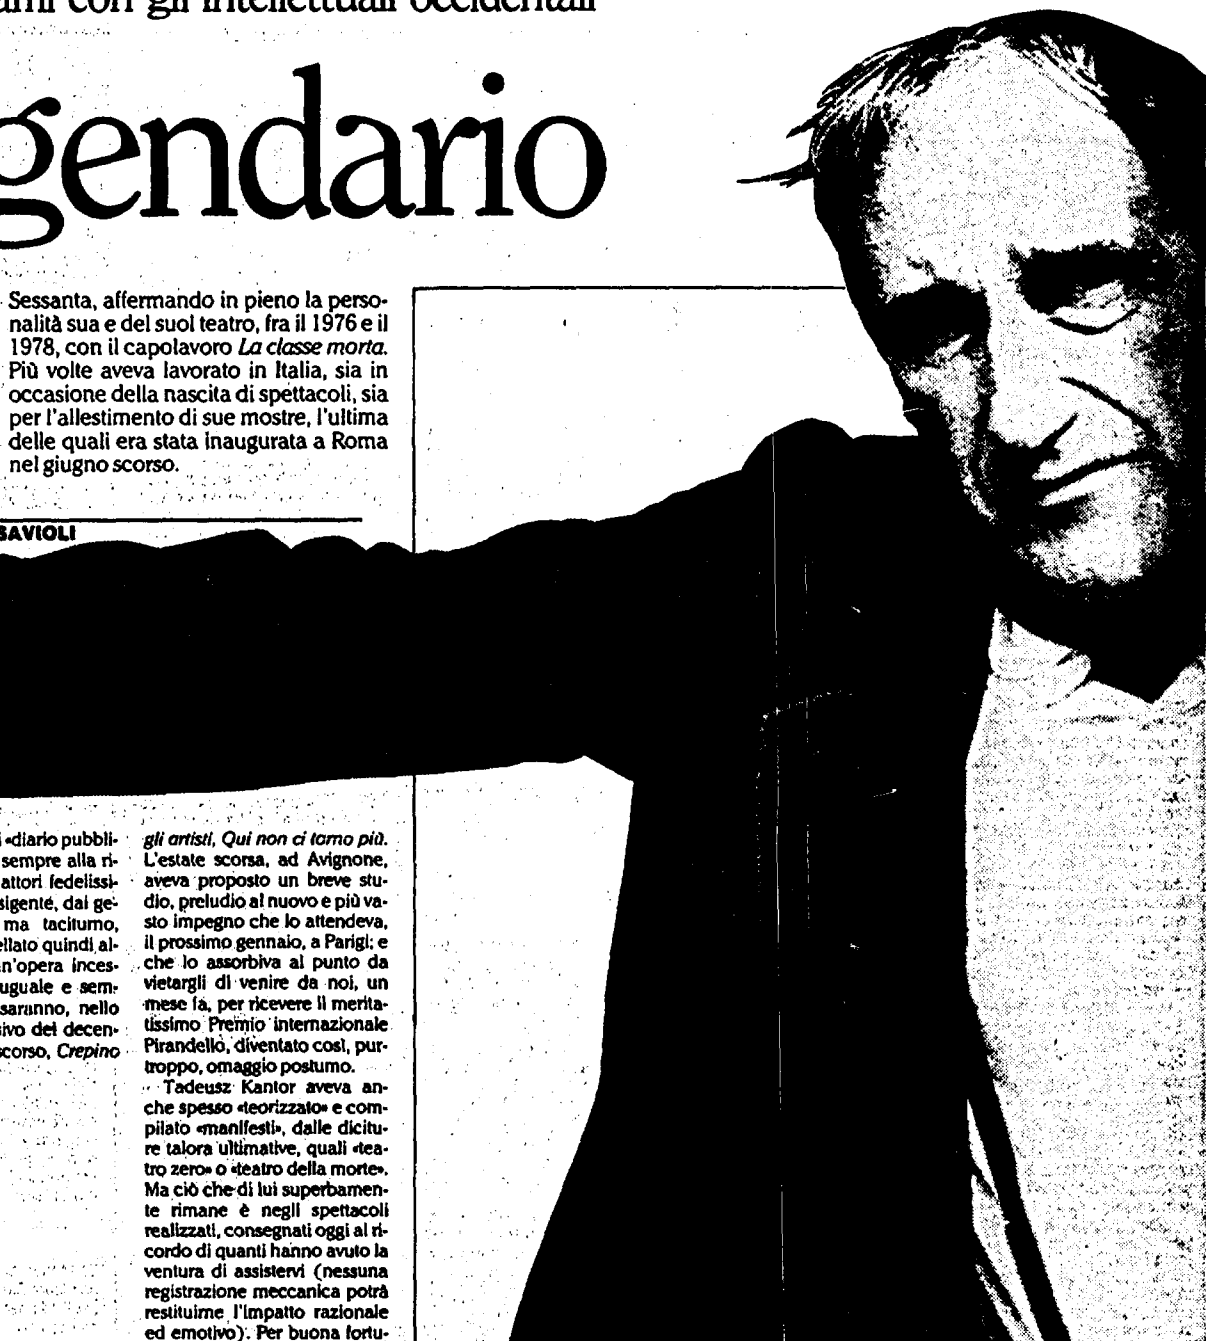 con gli intellettuali occidentali
gendario
Sessanta, affermando in pieno la perso-
nalità sua e del suol teatro, fra il 1976 e il
1978, con il capolavoro La classe morta.
Più volte aveva lavorato in Italia, sia in
occasione della nascita di spettacoli, sia
per l'allestimento di sue mostre, l'ultima
delle quali era stata inaugurata a Roma
nel giugno scorso.
SAVIOLI
«diario pubbli-
sempre alla ri-
attori fedelissi-
sigente, dai ge-
ma taciturno,
ellato quindi al-
n'opera inces-
uguale e sem-
saranno, nello
ivo del decen-
scorso, Crepino
gli artisti, Qui non ci torno più.
L'estate scorsa, ad Avignone,
aveva proposto un breve stu-
dio, preludio al nuovo e più va-
sto impegno che lo attendeva,
il prossimo gennaio, a Parigi; e
che lo assorbiva al punto da
vietargli di venire da noi, un
mese fa, per ricevere il merita-
tissimo Premio internazionale
Pirandello, diventato così, pur-
troppo, omaggio postumo.
Tadeusz Kantor aveva an-
che spesso «teorizzato» e com-
pilato «manifesti», dalle dicitu-
re talora ultimative, quali «tea-
tro zero» o «teatro della morte».
Ma ciò che di lui superbamen-
te rimane è negli spettacoli
realizzati, consegnati oggi al ri-
cordo di quanti hanno avuto la
ventura di assistervi (nessuna
registrazione meccanica potrà
restituirne l'impatto razionale
ed emotivo). Per buona fortu-